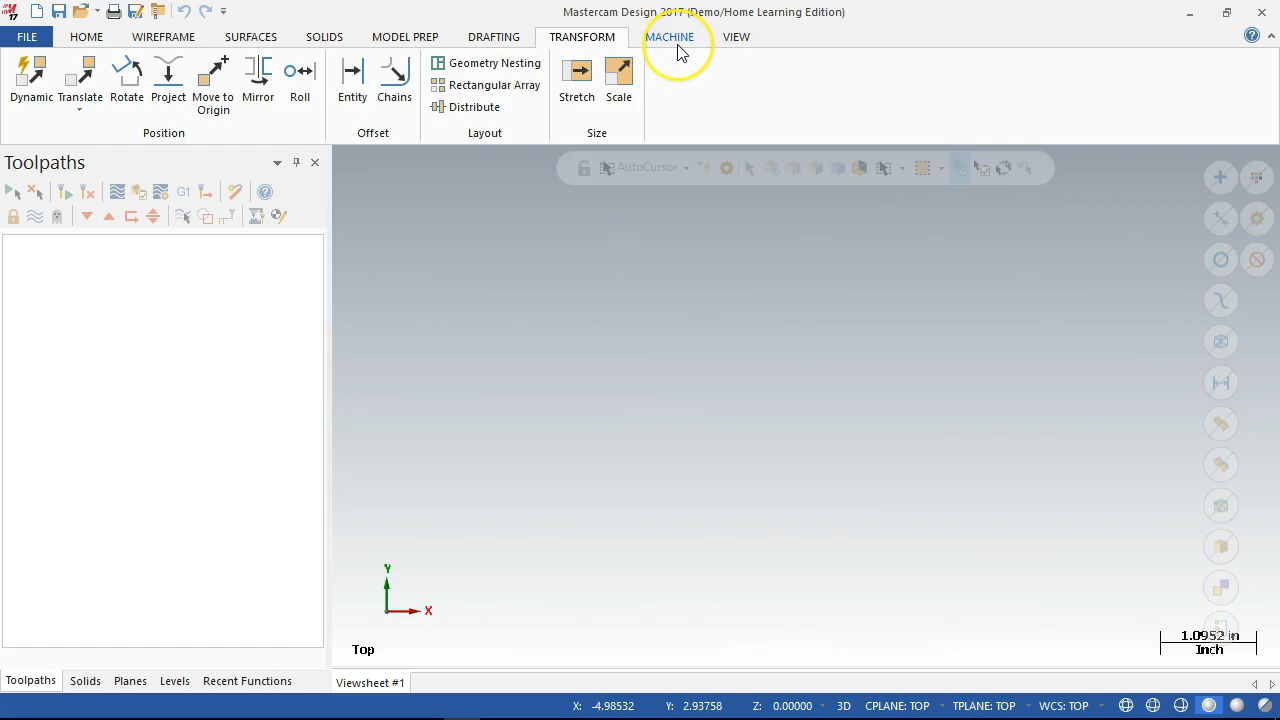 17
Mastercam Design 2017 (Demo/Home Learning Edition)
FILE HOME WIREFRAME SURFACES SOLIDS MODEL PREP DRAFTING TRANSFORM MACHINE VIEW
Dynamic Translate Rotate Project Move to Origin Mirror Roll
Position
Entity Chains
Offset
Geometry Nesting
Rectangular Array
Distribute
Layout
Stretch Scale
Size
Toolpaths
G1
AutoCursor
Y
X
Top
1.0952 in
Inch
Toolpaths Solids Planes Levels Recent Functions
Viewsheet #1
X: -4.98532 Y: 2.93758 Z: 0.00000 3D CPLANE: TOP TPLANE: TOP WCS: TOP